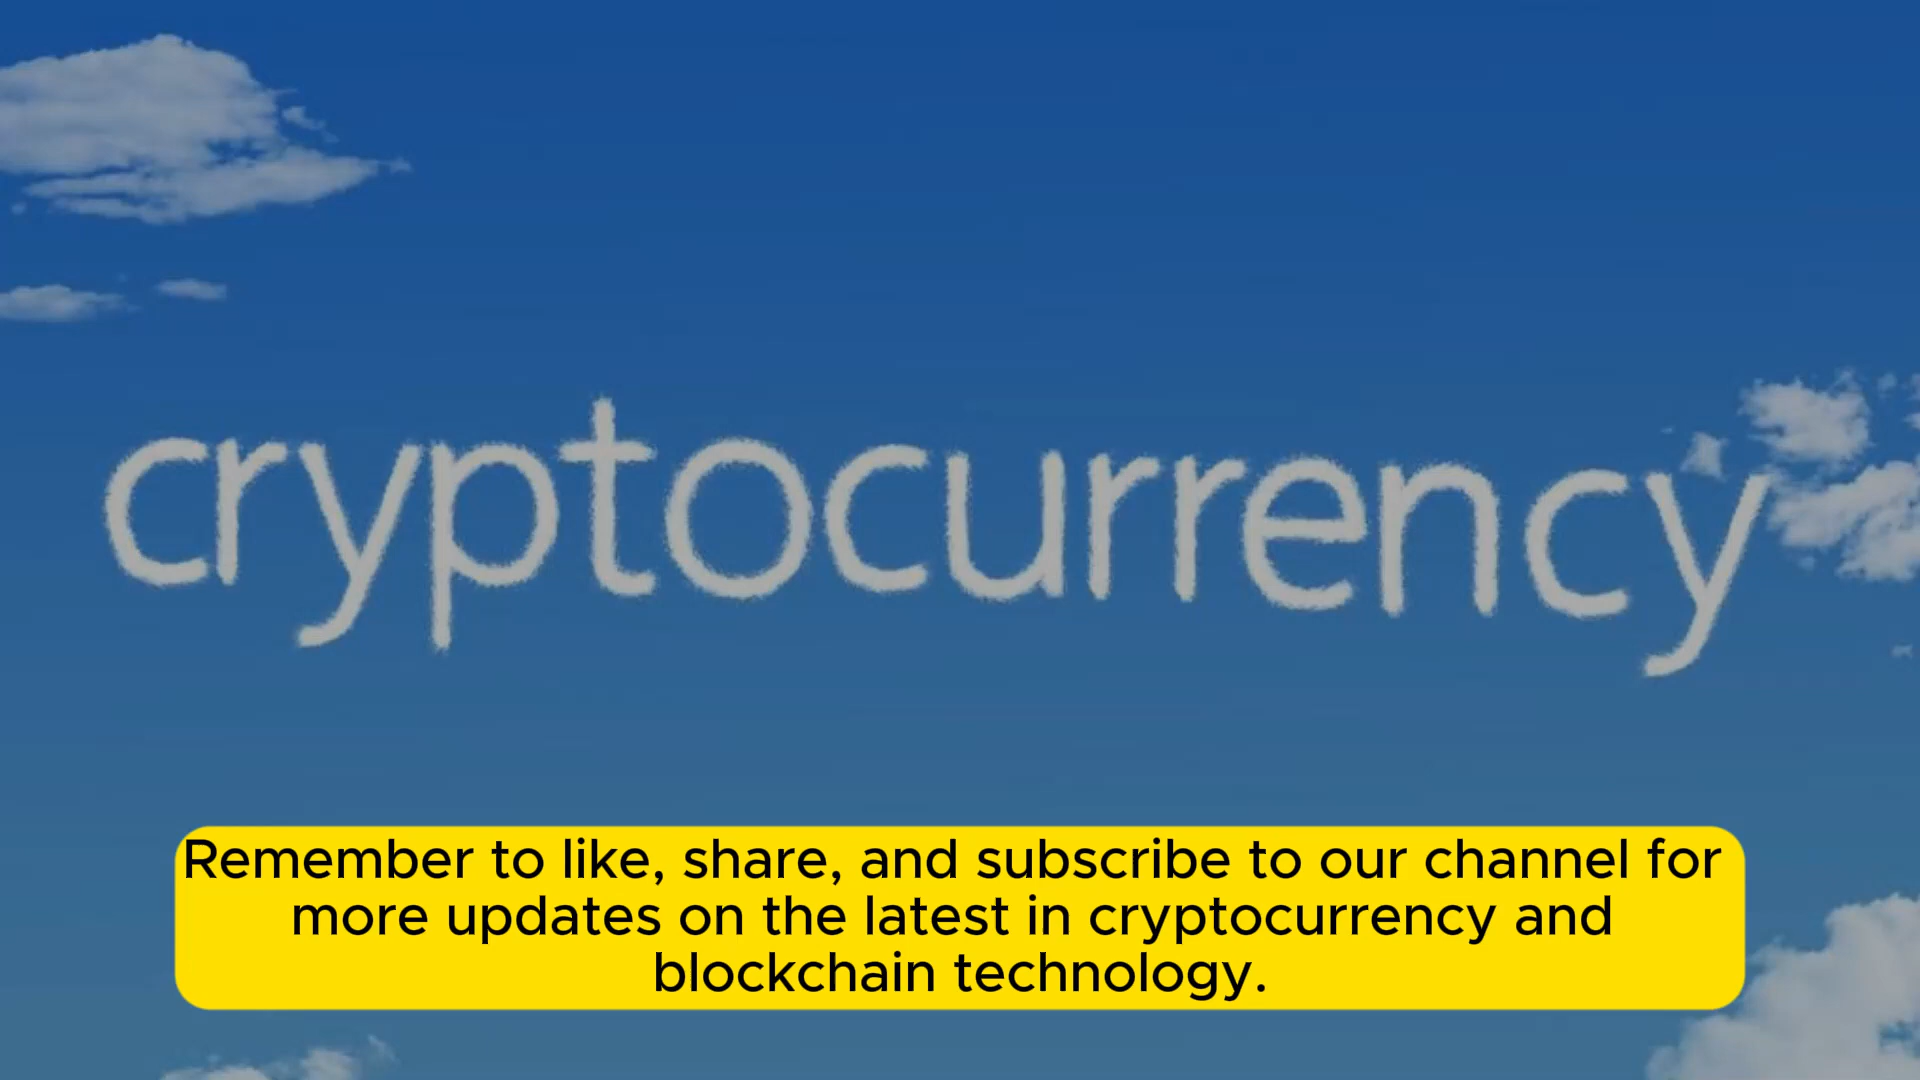 cryptocurrency
Remember to like, share, and subscribe to our channel for
more updates on the latest in cryptocurrency and
blockchain technology.